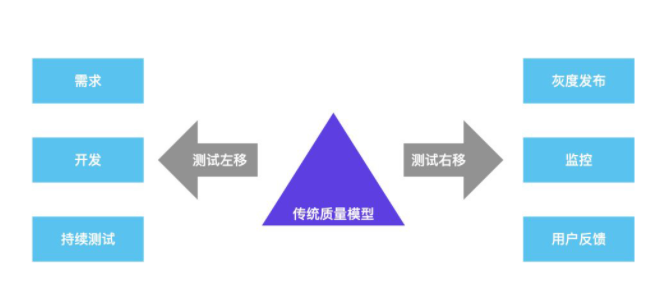 需求
灰度发布
开发
测试左移
测试右移
监控
传统质量模型
持续测试
用户反馈